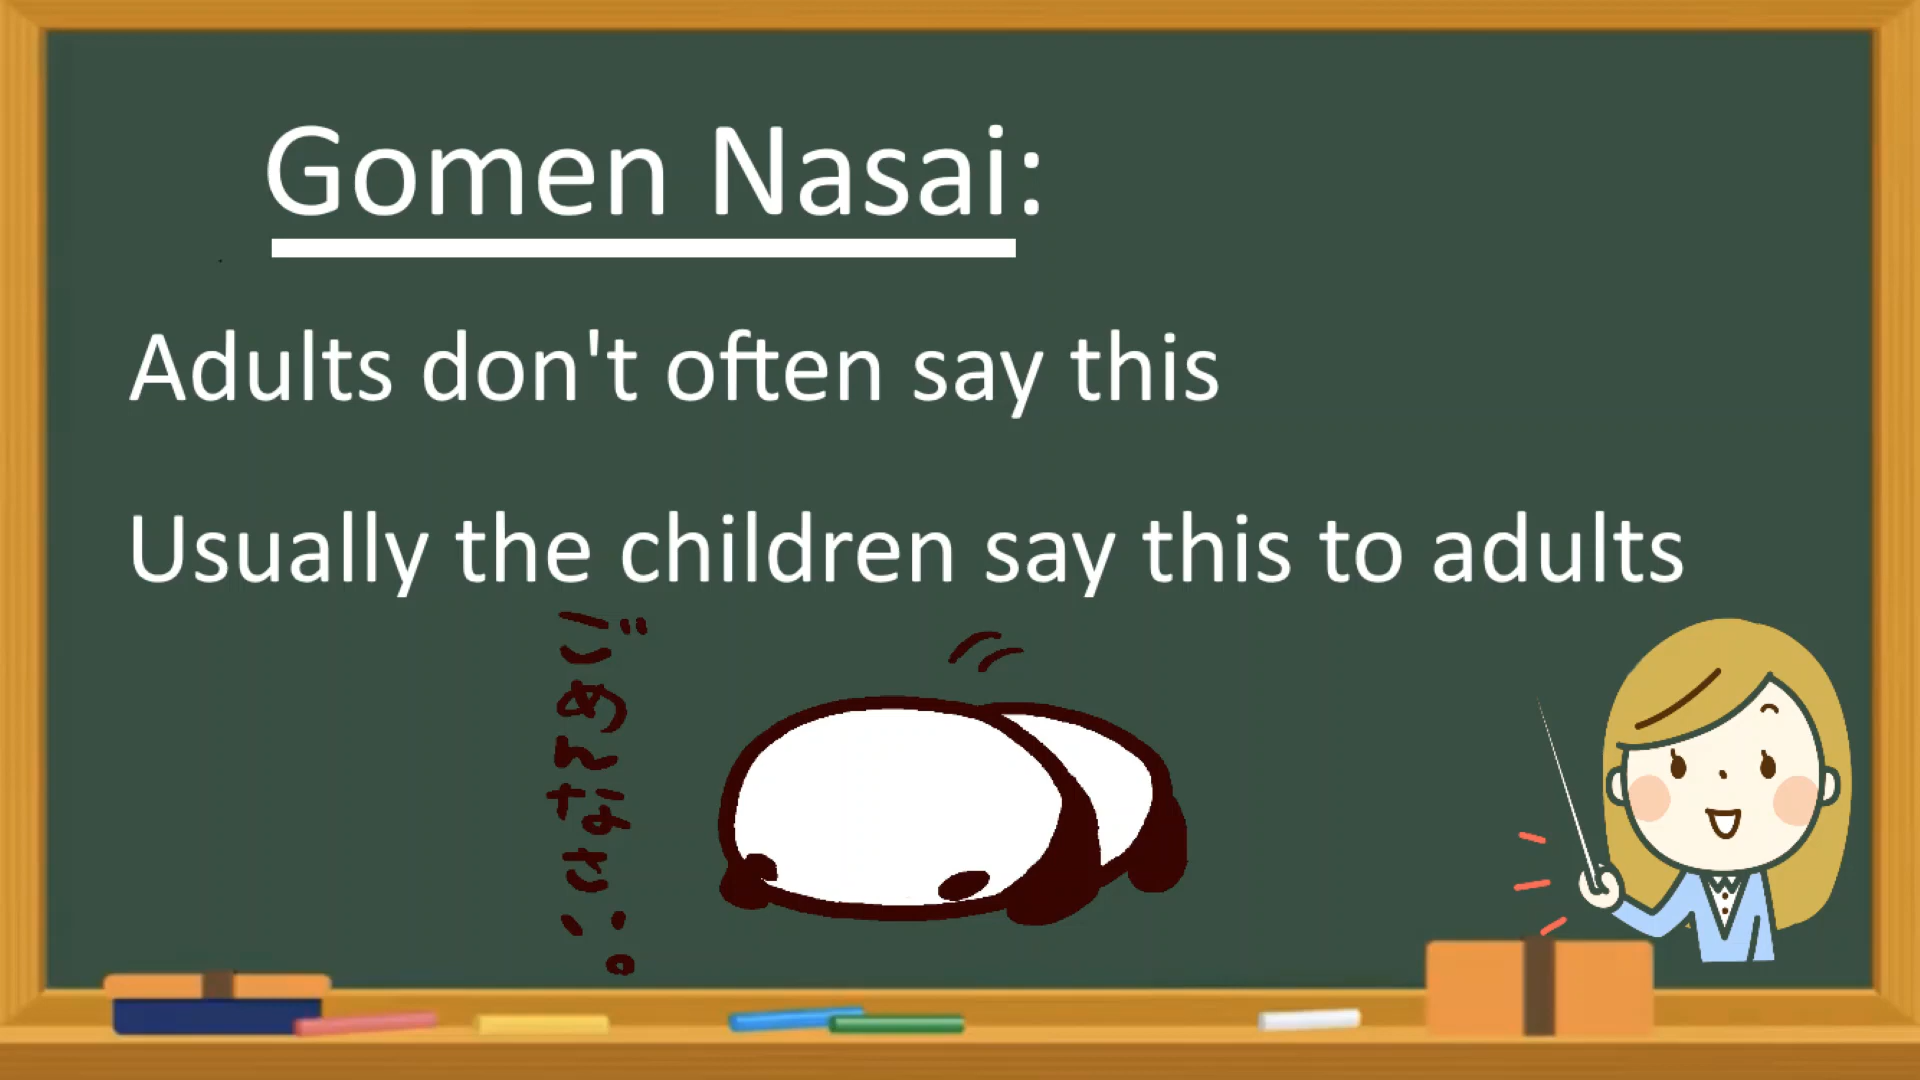 Gomen Nasai:
Adults don't often say this
Usually the children say this to adults
ごめんなさい。